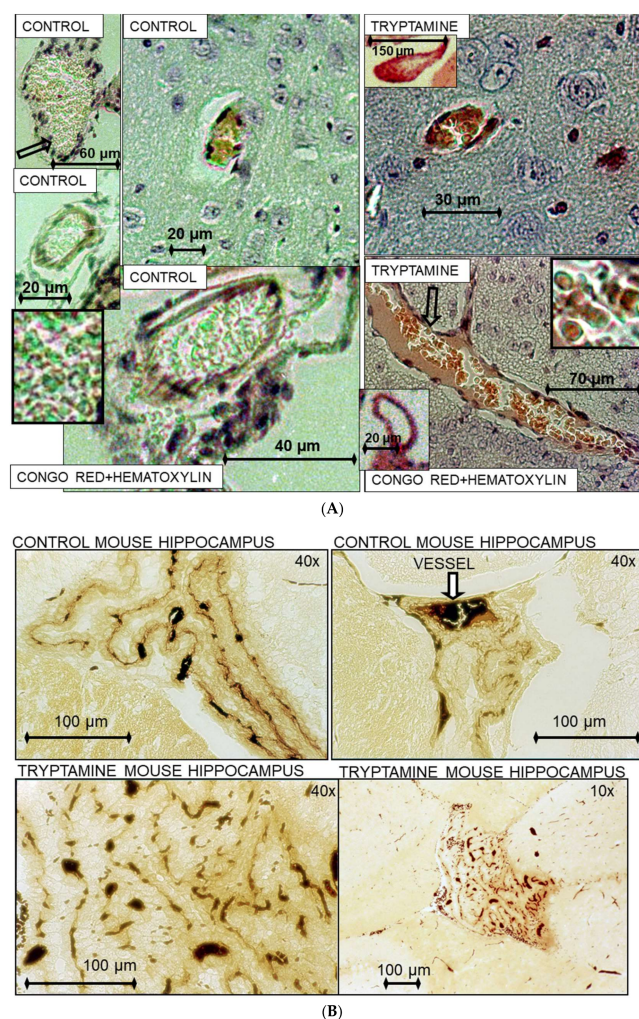 CONTROL
60 µm
CONTROL
20 µm
CONTROL
20 µm
CONTROL
40 µm
CONGO RED+HEMATOXYLIN
TRYPTAMINE
150 µm
30 µm
TRYPTAMINE
70 µm
20 µm
CONGO RED+HEMATOXYLIN
(A)
CONTROL MOUSE HIPPOCAMPUS
40x
100 µm
CONTROL MOUSE HIPPOCAMPUS
40x
VESSEL
100 µm
TRYPTAMINE MOUSE HIPPOCAMPUS
40x
100 µm
TRYPTAMINE MOUSE HIPPOCAMPUS
10x
100 µm
(B)